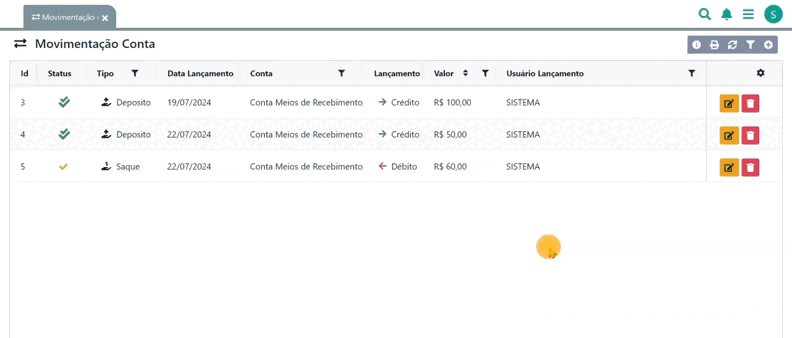 Movimentação
S
Movimentação Conta
Id Status Tipo Data Lançamento Conta Lançamento Valor Usuário Lançamento
3 Deposito 19/07/2024 Conta Meios de Recebimento Crédito R$ 100,00 SISTEMA
4 Deposito 22/07/2024 Conta Meios de Recebimento Crédito R$ 50,00 SISTEMA
5 Saque 22/07/2024 Conta Meios de Recebimento Débito R$ 60,00 SISTEMA